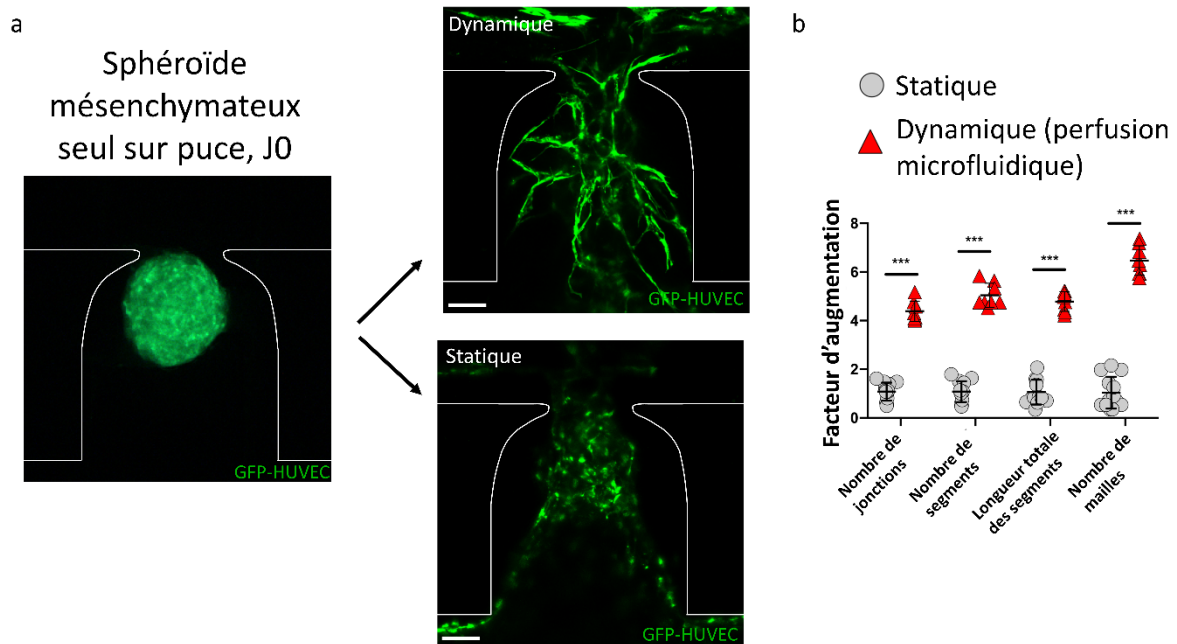 a
Sphéroïde
mésenchymateux
seul sur puce, J0
GFP-HUVEC
Dynamique
GFP-HUVEC
Statique
GFP-HUVEC
b
Statique
Dynamique (perfusion
microfluidique)
Facteur d'augmentation
8
6
4
2
0
***
***
***
***
Nombre de
jonctions
Nombre de
segments
Longueur totale
des segments
Nombre de
mailles